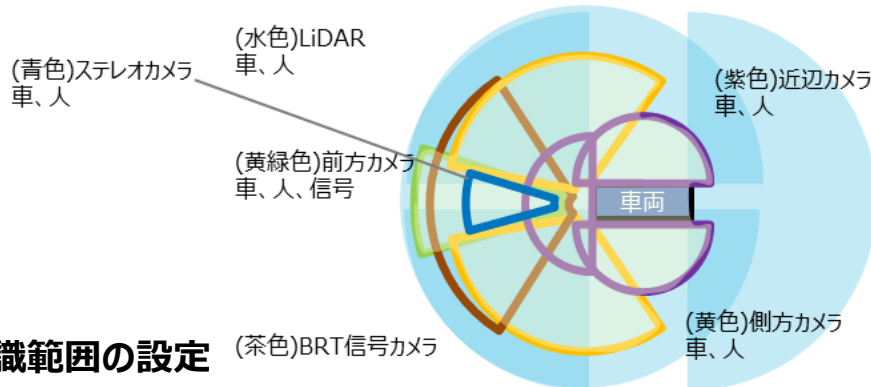 (水色)LiDAR
車、人
(青色)ステレオカメラ
車、人
(紫色)近辺カメラ
車、人
(黄緑色)前方カメラ
車、人、信号
車両
(黄色)側方カメラ
車、人
(茶色)BRT信号カメラ
識範囲の設定